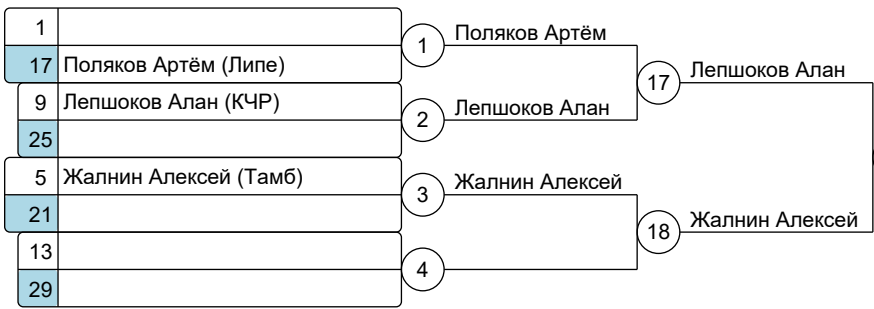 1
17 Поляков Артём (Липе)
1
Поляков Артём
9 Лепшоков Алан (КЧР)
25
2
Лепшоков Алан
17
Лепшоков Алан
5 Жалнин Алексей (Тамб)
21
3
Жалнин Алексей
13
29
4
18
Жалнин Алексей